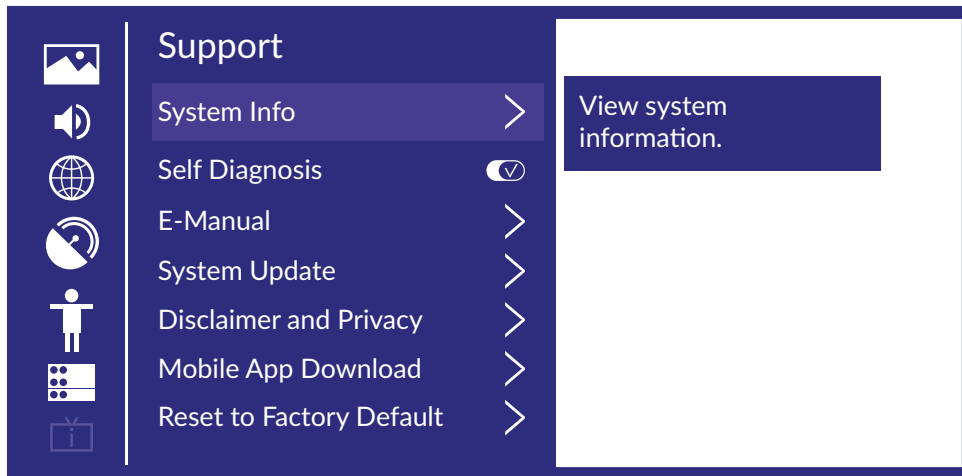 Support
System Info
View system
information.
Self Diagnosis
E-Manual
System Update
Disclaimer and Privacy
Mobile App Download
Reset to Factory Default
i